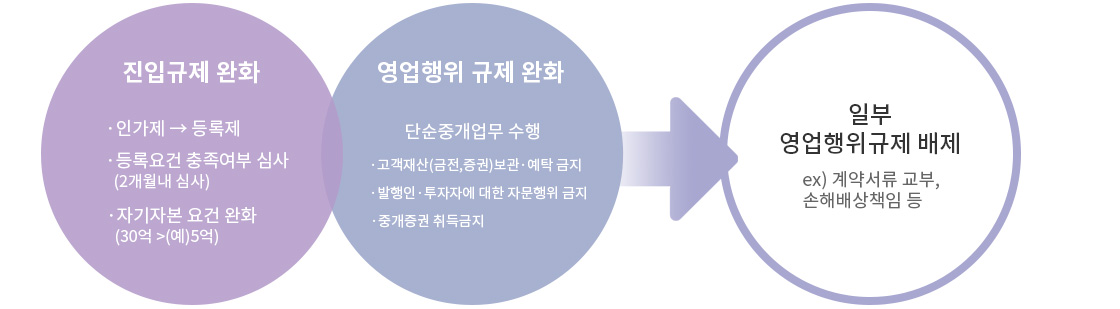 진입규제 완화
· 인가제 → 등록제
· 등록요건 충족여부 심사
(2개월내 심사)
· 자기자본 요건 완화
(30억 >(예)5억)
영업행위 규제 완화
단순중개업무 수행
· 고객재산(금전,증권)보관 · 예탁 금지
· 발행인 · 투자자에 대한 자문행위 금지
· 중개증권 취득금지
일부
영업행위규제 배제
ex) 계약서류 교부,
손해배상책임 등